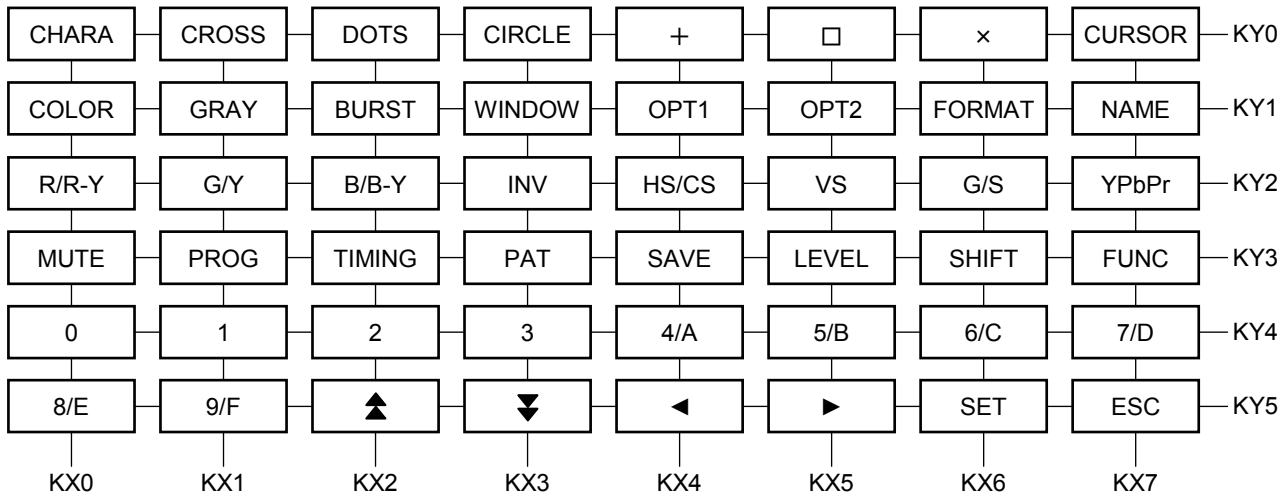 CHARA CROSS DOTS CIRCLE + □ × CURSOR KY0
COLOR GRAY BURST WINDOW OPT1 OPT2 FORMAT NAME KY1
R/R-Y G/Y B/B-Y INV HS/CS VS G/S YPbPr KY2
MUTE PROG TIMING PAT SAVE LEVEL SHIFT FUNC KY3
0 1 2 3 4/A 5/B 6/C 7/D KY4
8/E 9/F ◄ ► SET ESC KY5
KX0 KX1 KX2 KX3 KX4 KX5 KX6 KX7